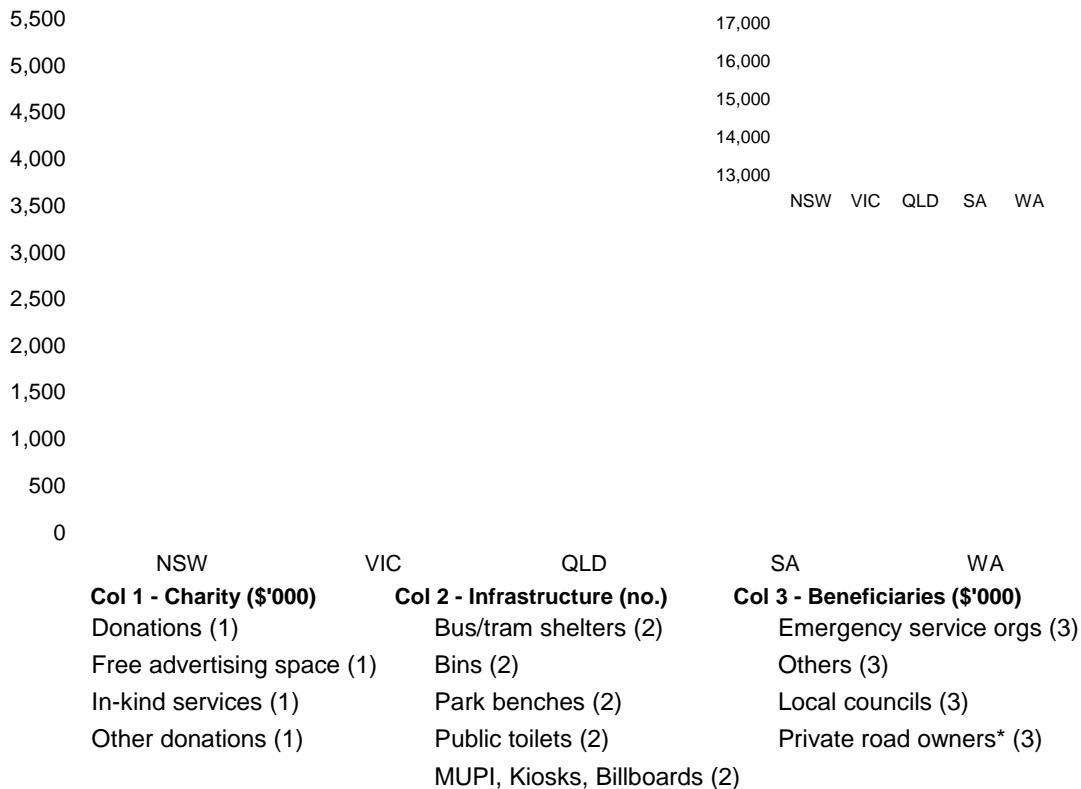 5,500
5,000
4,500
4,000
3,500
3,000
2,500
2,000
1,500
1,000
500
0
NSW VIC QLD SA WA
17,000
16,000
15,000
14,000
13,000
NSW VIC QLD SA WA
Col 1 - Charity ($'000) Col 2 - Infrastructure (no.) Col 3 - Beneficiaries ($'000)
Donations (1) Bus/tram shelters (2) Emergency service orgs (3)
Free advertising space (1) Bins (2) Others (3)
In-kind services (1) Park benches (2) Local councils (3)
Other donations (1) Public toilets (2) Private road owners* (3)
MUPI, Kiosks, Billboards (2)